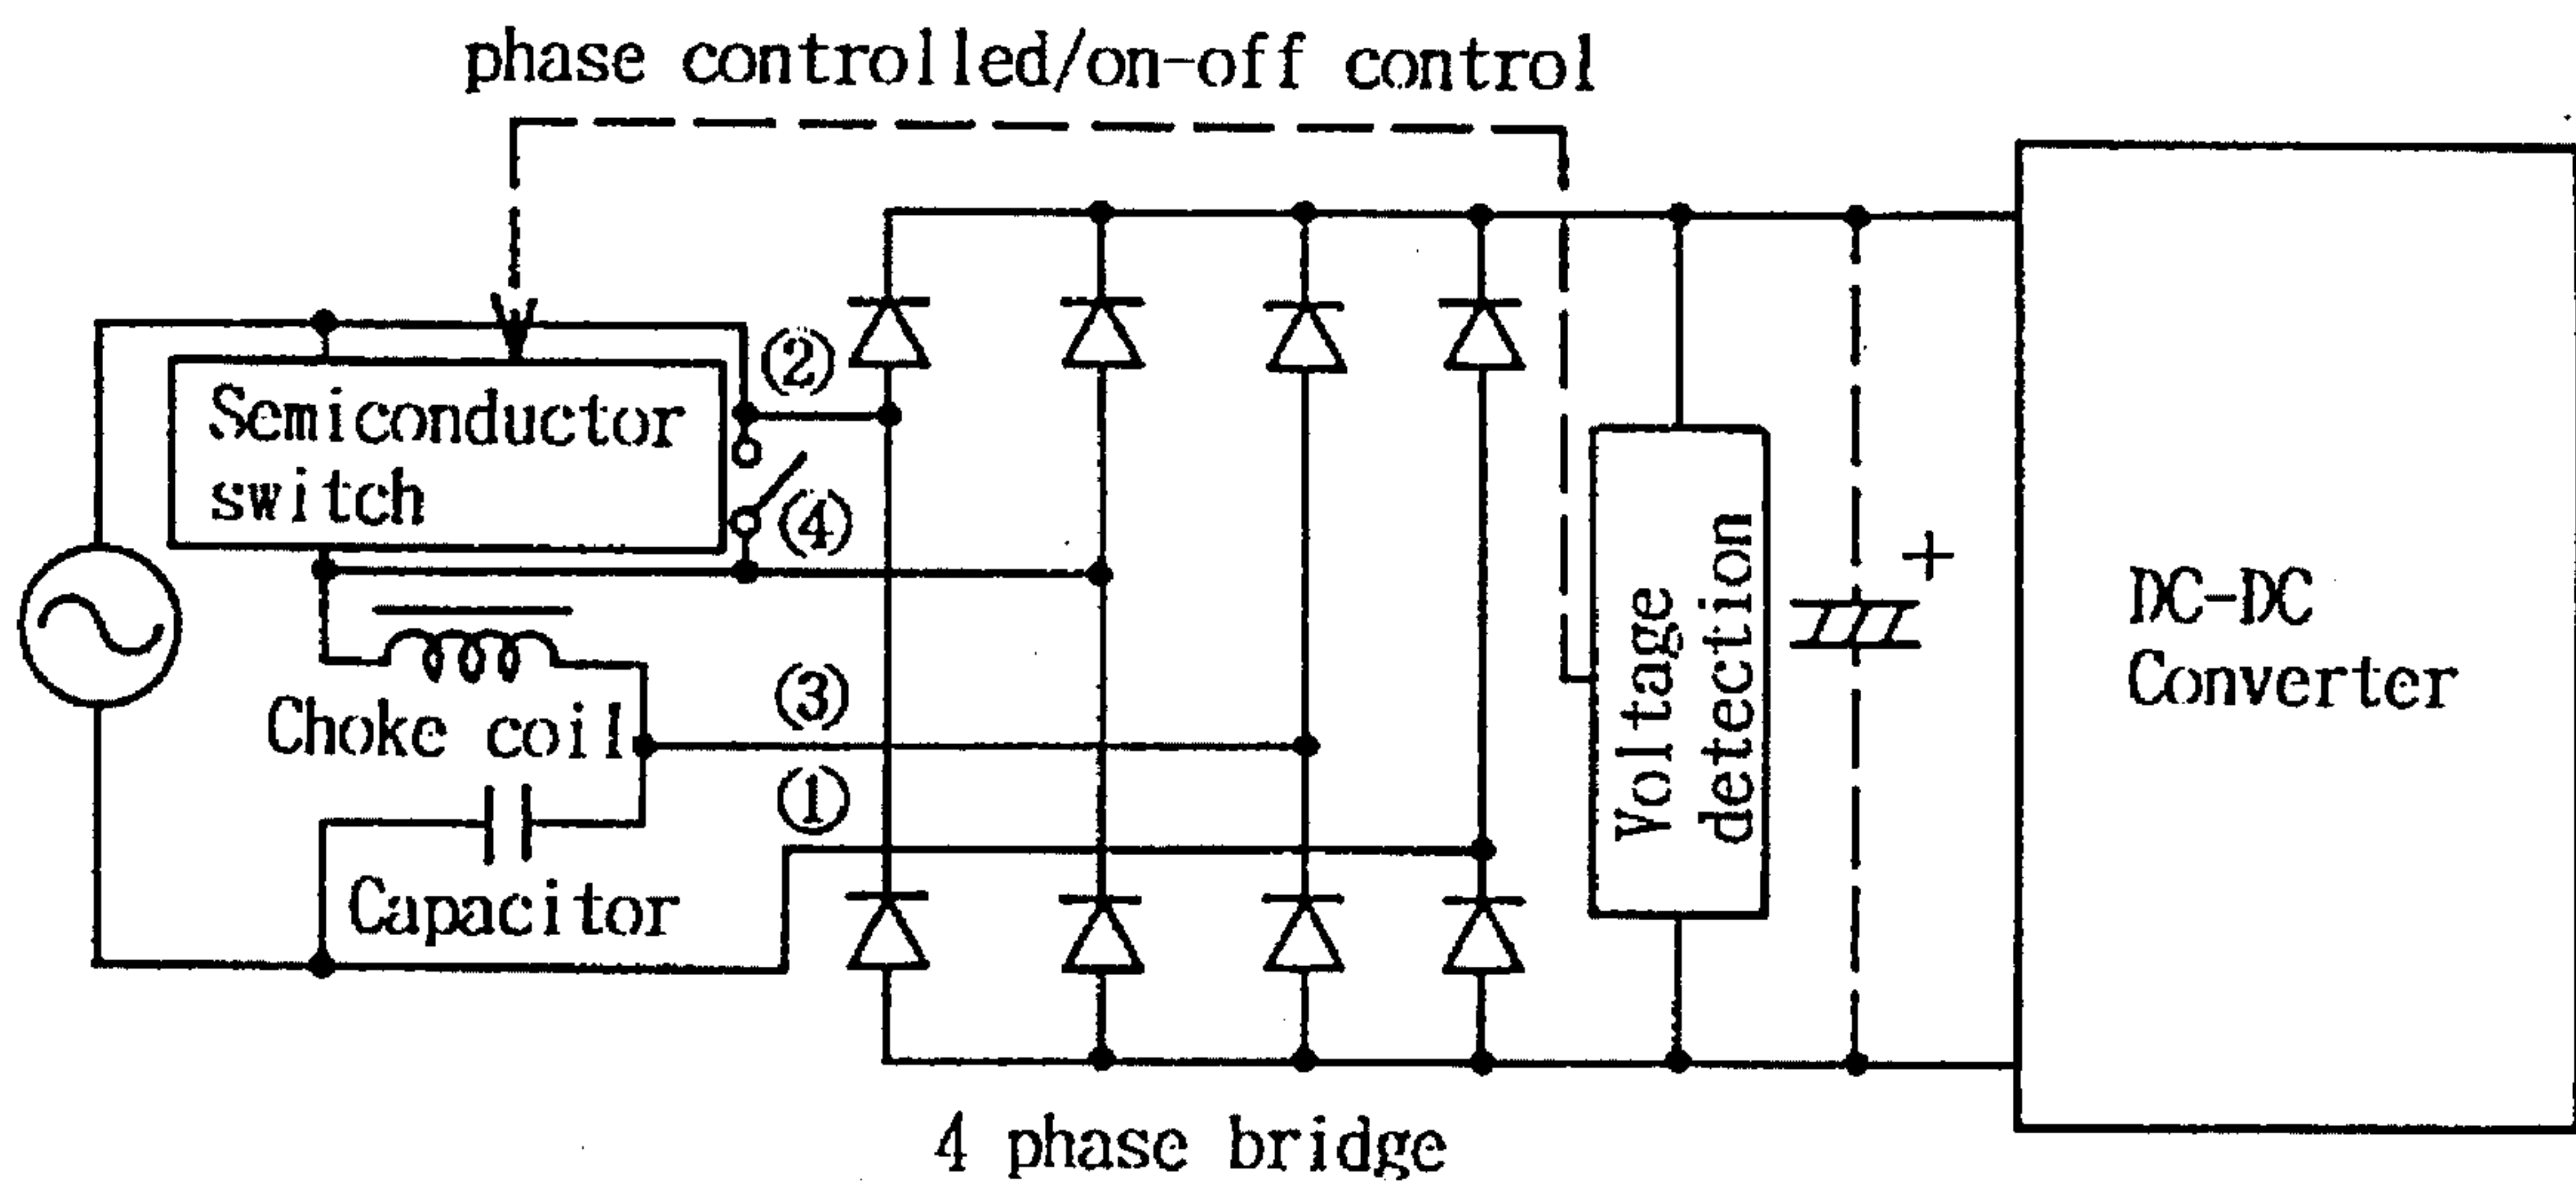 phase controlled/on-off control
②
Semiconductor
switch
④
Choke coil
③
①
Capacitor
Voltage
detection
+
DC-DC
Converter
4 phase bridge